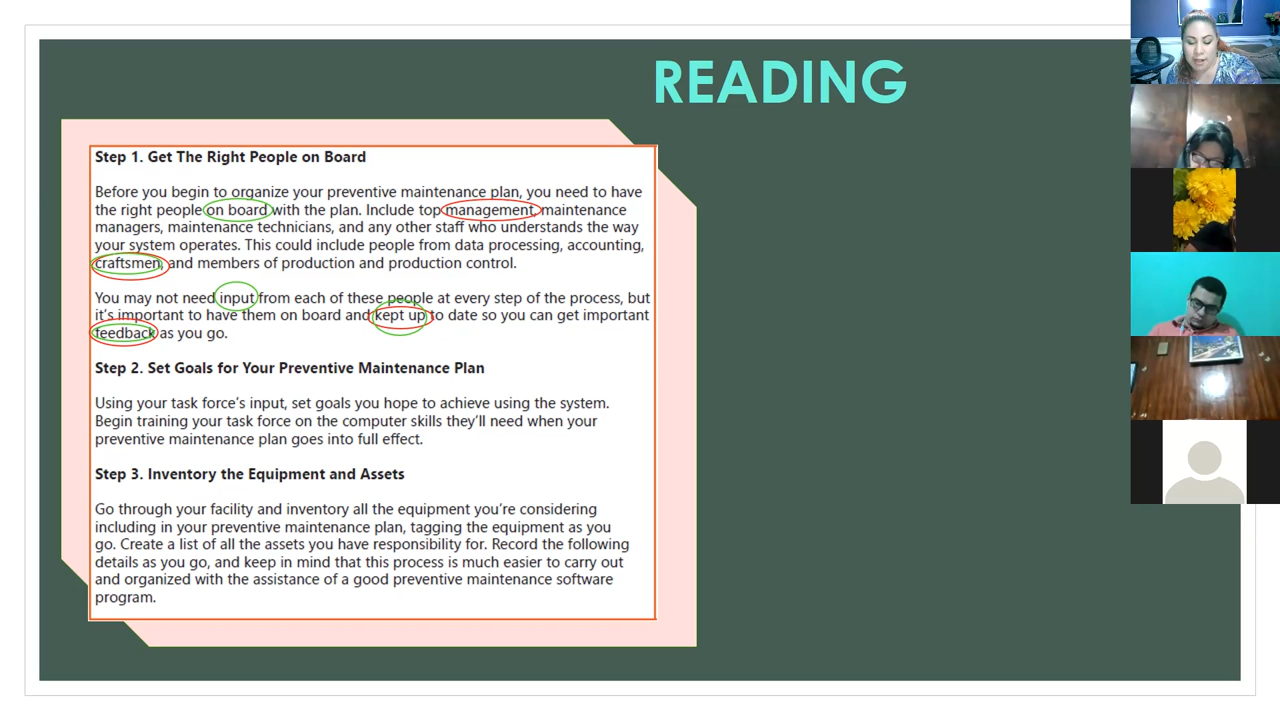 READING
Step 1. Get The Right People on Board
Before you begin to organize your preventive maintenance plan, you need to have
the right people on board with the plan. Include top management, maintenance
managers, maintenance technicians, and any other staff who understands the way
your system operates. This could include people from data processing, accounting,
craftsmen, and members of production and production control.
You may not need input from each of these people at every step of the process, but
it's important to have them on board and kept up to date so you can get important
feedback as you go.
Step 2. Set Goals for Your Preventive Maintenance Plan
Using your task force's input, set goals you hope to achieve using the system.
Begin training your task force on the computer skills they'll need when your
preventive maintenance plan goes into full effect.
Step 3. Inventory the Equipment and Assets
Go through your facility and inventory all the equipment you're considering
including in your preventive maintenance plan, tagging the equipment as you
go. Create a list of all the assets you have responsibility for. Record the following
details as you go, and keep in mind that this process is much easier to carry out
and organized with the assistance of a good preventive maintenance software
program.